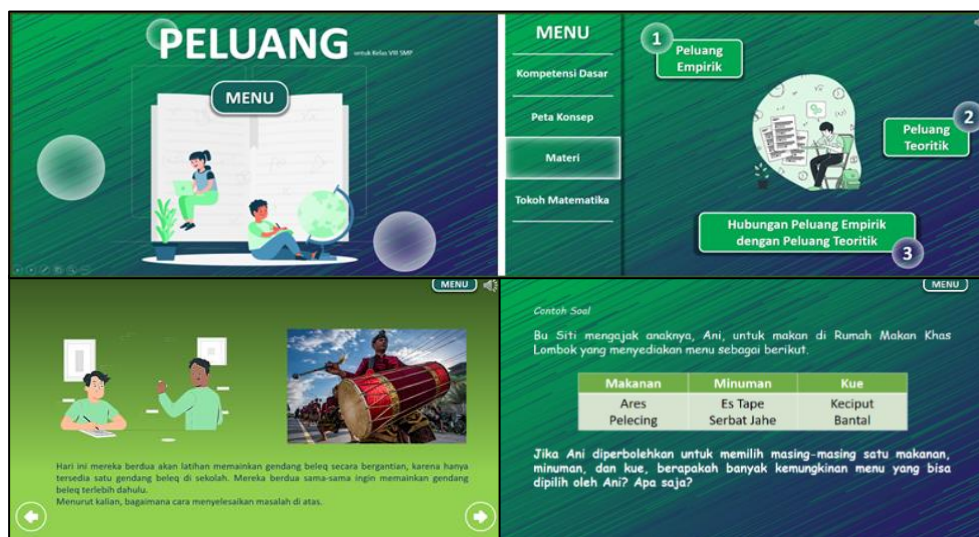 PELUANG
untuk Kelas VIII SMP
MENU
MENU
Kompetensi Dasar
Peta Konsep
Materi
Tokoh Matematika
1
Peluang
Empirik
2
Peluang
Teoritik
Hubungan Peluang Empirik
dengan Peluang Teoritik
3
MENU
Hari ini mereka berdua akan latihan memainkan gendang beleq secara bergantian, karena hanya
tersedia satu gendang beleq di sekolah. Mereka berdua sama-sama ingin memainkan gendang
beleq terlebih dahulu.
Menurut kalian, bagaimana cara menyelesaikan masalah di atas.
MENU
Contoh Soal
Bu Siti mengajak anaknya, Ani, untuk makan di Rumah Makan Khas
Lombok yang menyediakan menu sebagai berikut.
Makanan Minuman Kue
Ares Es Tape Keciput
Pelecing Serbat Jahe Bantal
Jika Ani diperbolehkan untuk memilih masing-masing satu makanan,
minuman, dan kue, berapakah banyak kemungkinan menu yang bisa
dipilih oleh Ani? Apa saja?